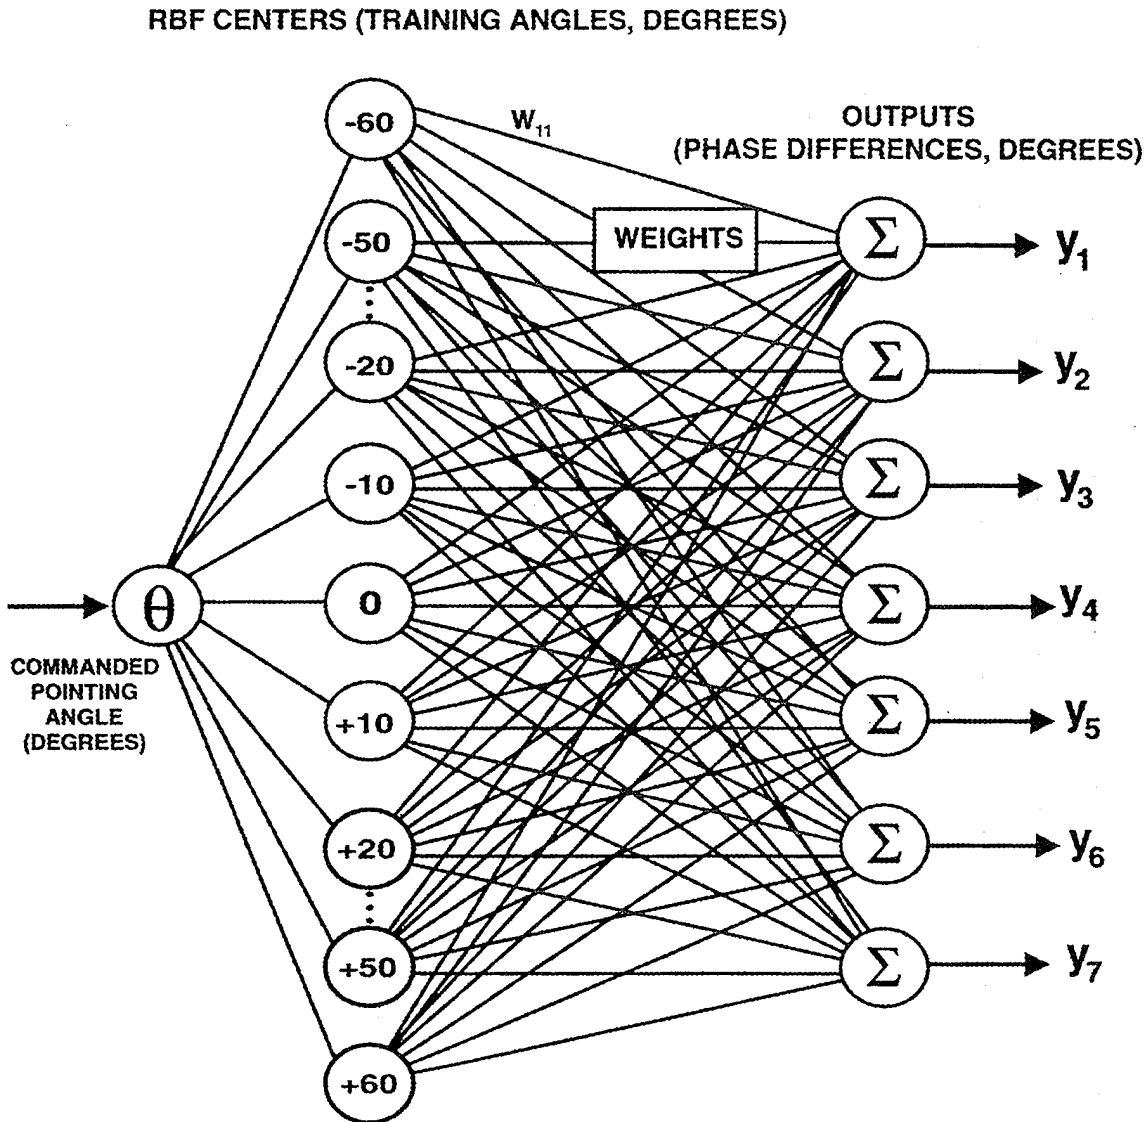 RBF CENTERS (TRAINING ANGLES, DEGREES)
-60
W11
OUTPUTS
(PHASE DIFFERENCES, DEGREES)
-50
WEIGHTS
Σ
y1
-20
Σ
y2
-10
Σ
y3
θ
0
Σ
y4
COMMANDED
POINTING
ANGLE
(DEGREES)
+10
Σ
y5
+20
Σ
y6
+50
Σ
y7
+60